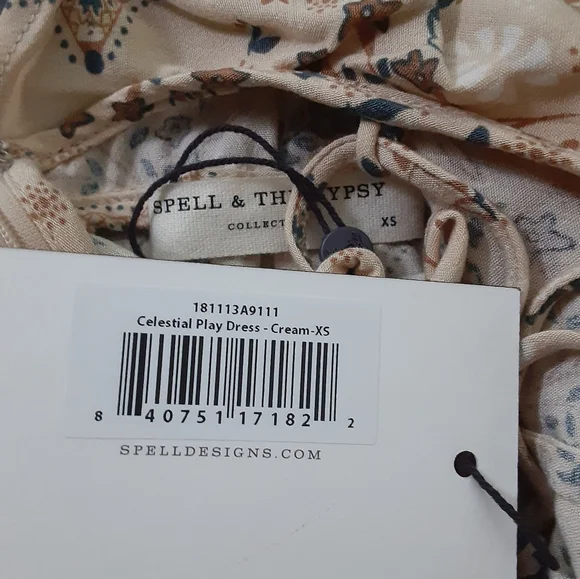 SPELL & TH YPSY
COLLECT
XS
181113A9111
Celestial Play Dress - Cream-XS
8 40751 17182 2
SPELLDESIGNS.COM